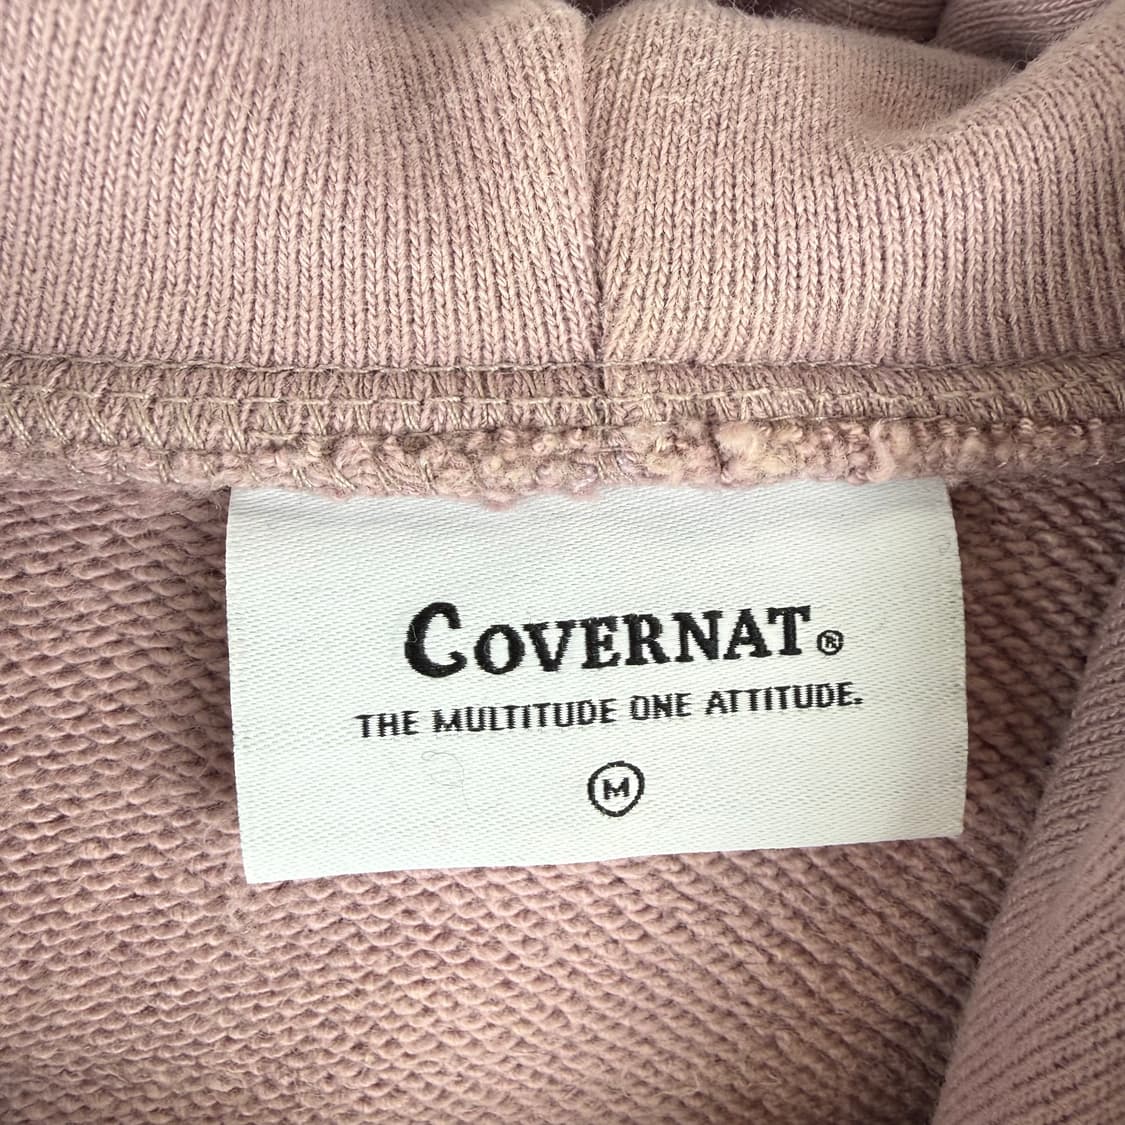 COVERNAT®
THE MULTITUDE ONE ATTITUDE.
M